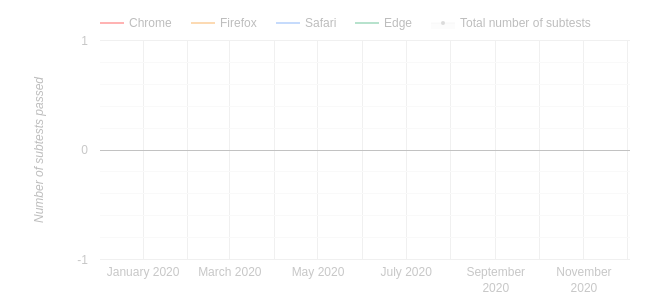 Chrome Firefox Safari Edge Total number of subtests
1
0
-1
Number of subtests passed
January 2020 March 2020 May 2020 July 2020 September 2020 November 2020